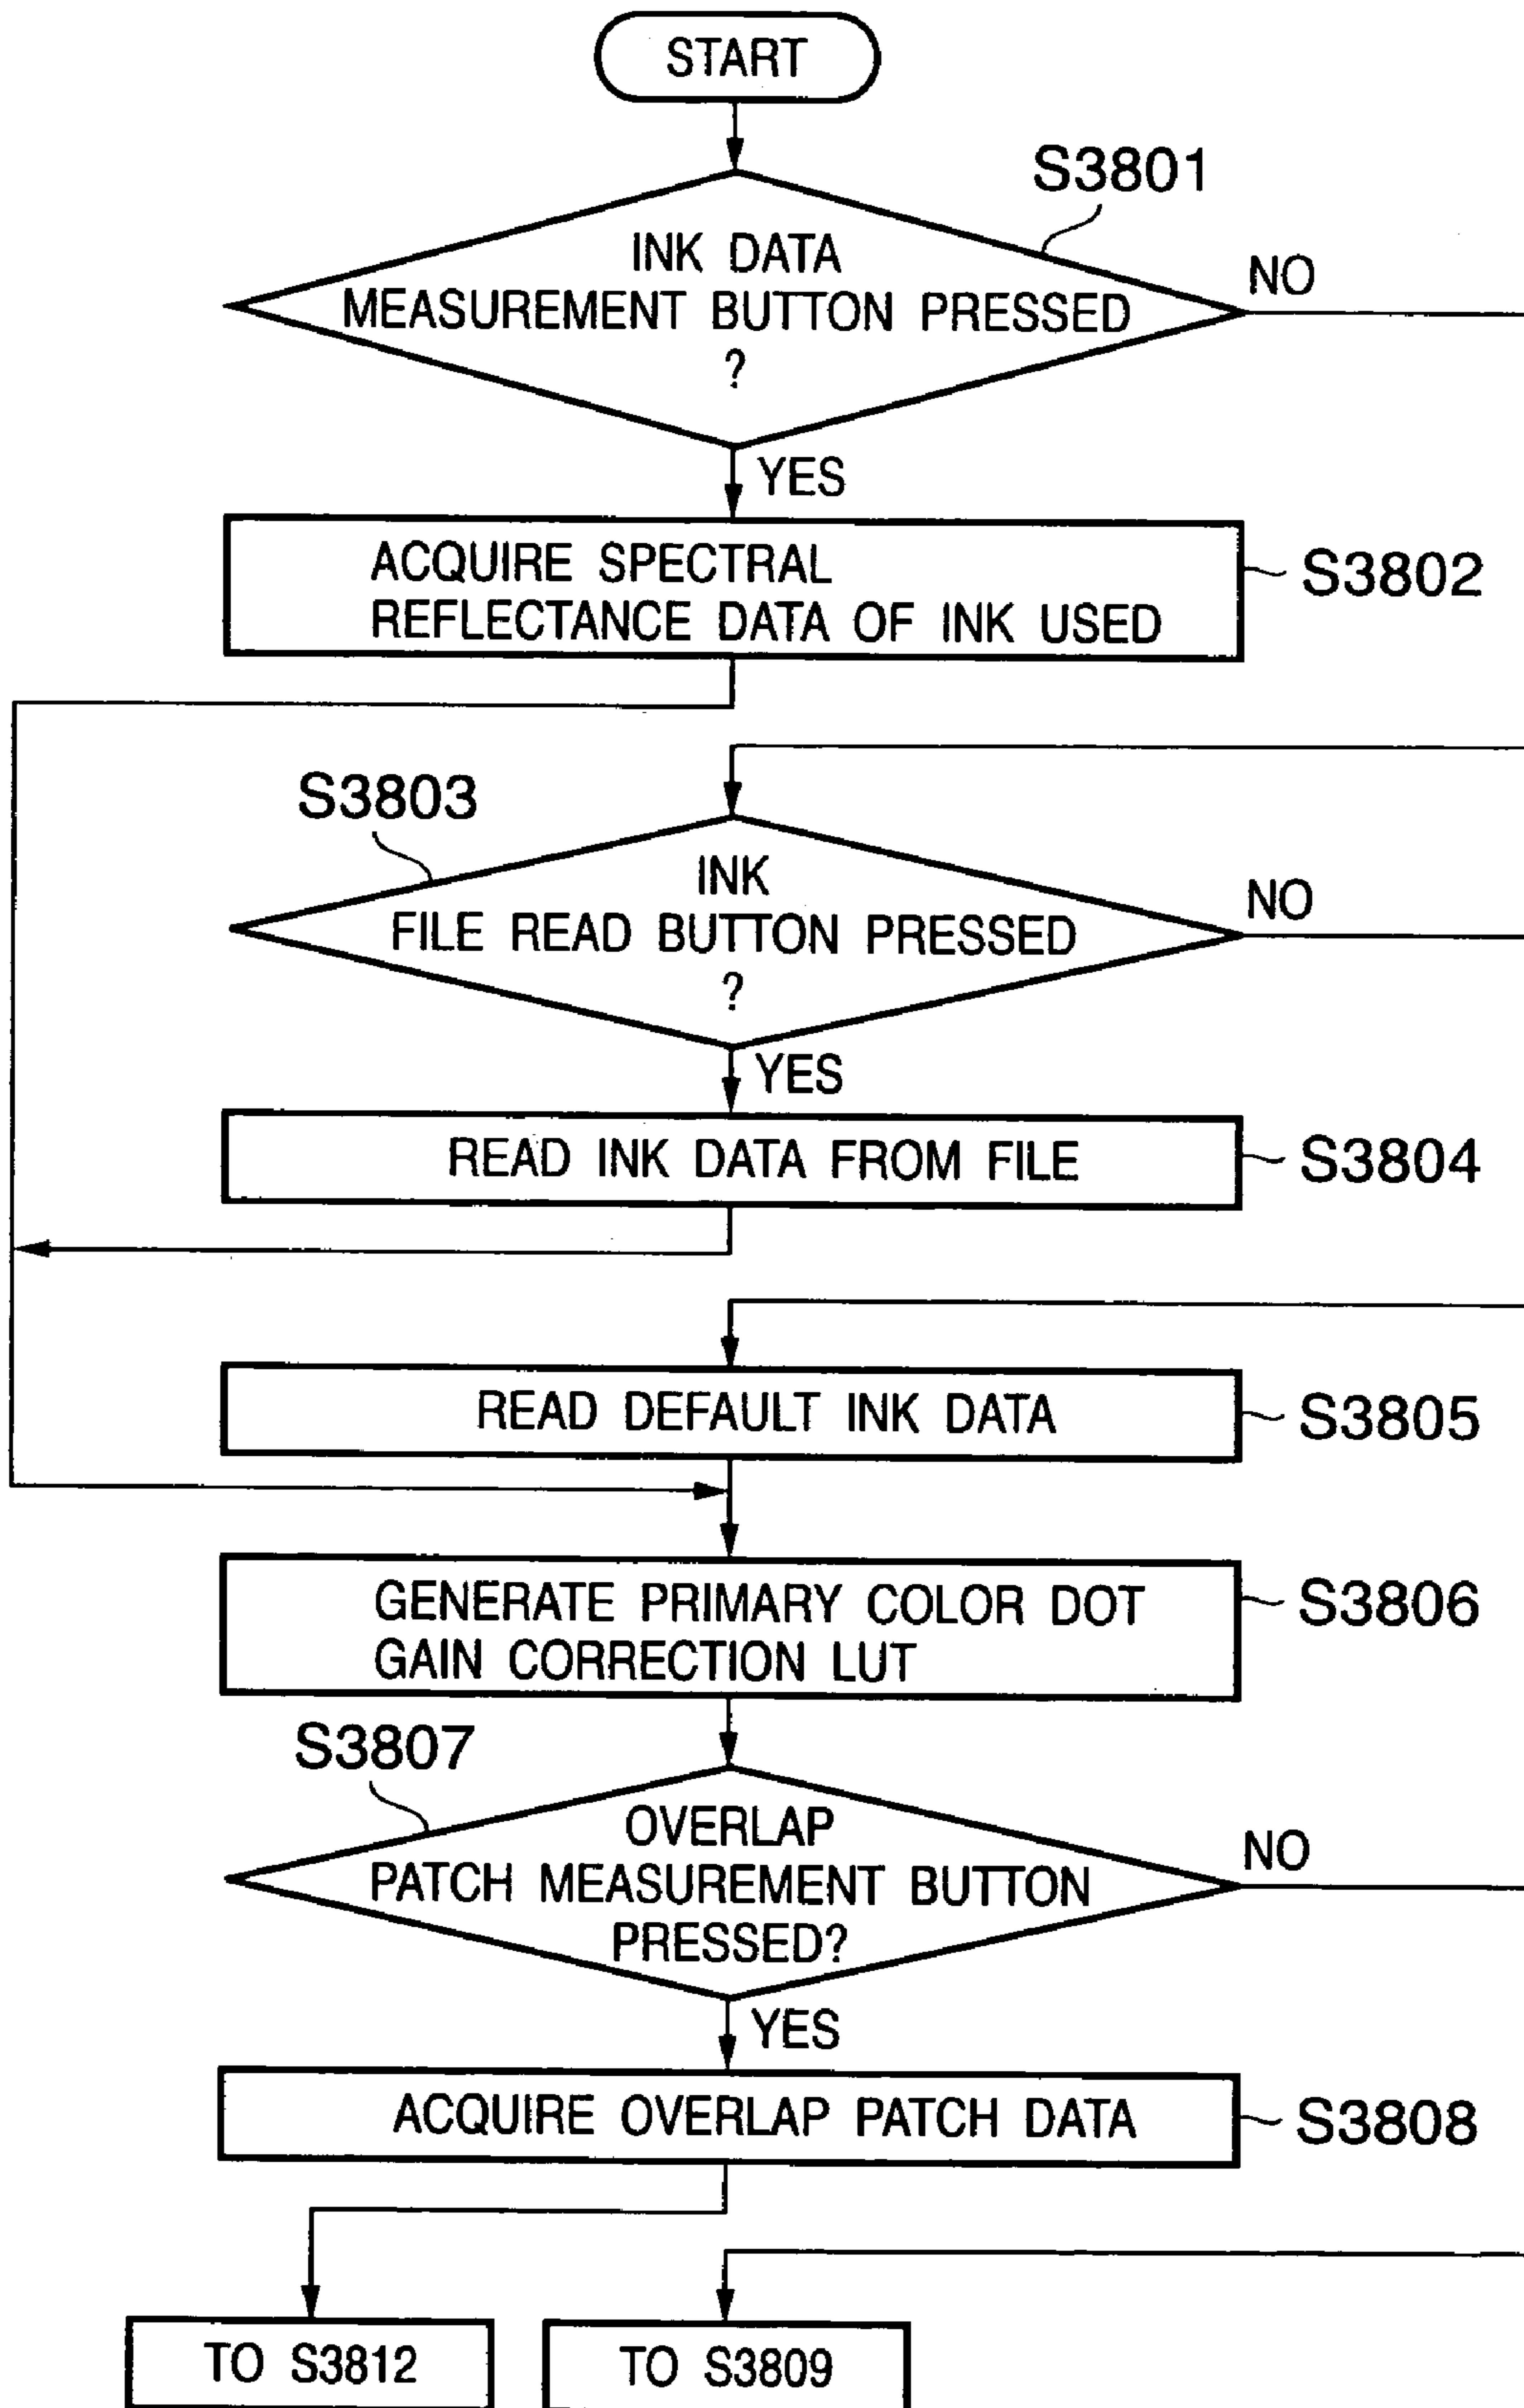 START
S3801
INK DATA
MEASUREMENT BUTTON PRESSED
?
NO
YES
ACQUIRE SPECTRAL
REFLECTANCE DATA OF INK USED
S3802
S3803
INK
FILE READ BUTTON PRESSED
?
NO
YES
READ INK DATA FROM FILE
S3804
READ DEFAULT INK DATA
S3805
GENERATE PRIMARY COLOR DOT
GAIN CORRECTION LUT
S3806
S3807
OVERLAP
PATCH MEASUREMENT BUTTON
PRESSED?
NO
YES
ACQUIRE OVERLAP PATCH DATA
S3808
TO S3812
TO S3809